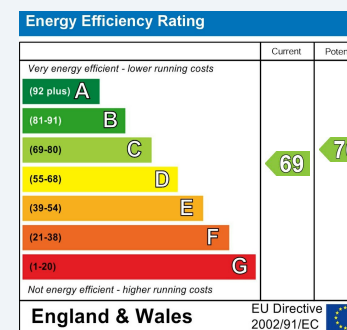 Energy Efficiency Rating
Current
Very energy efficient - lower running costs
(92 plus) A
(81-91) B
(69-80) C
(55-68) D
(39-54) E
(21-38) F
(1-20) G
69
Not energy efficient - higher running costs
England & Wales
EU Directive
2002/91/EC